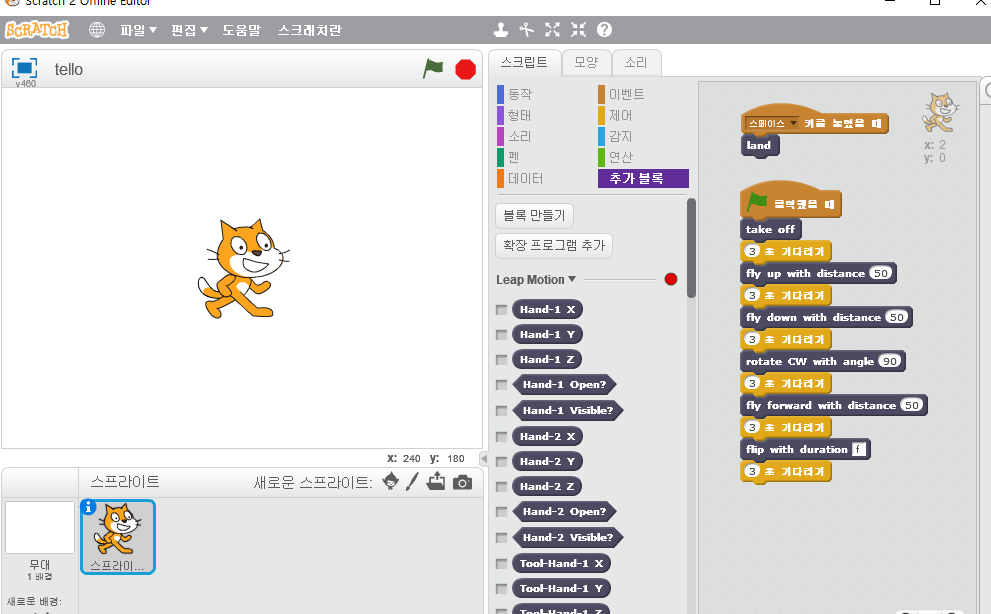 Scratch 2 Offline Editor
SCRATCH 파일 편집 도움말 스크래치란
v460 tello
스크립트 모양 소리
동작 이벤트
형태 제어
소리 감지
펜 연산
데이터 추가 블록
블록 만들기
확장 프로그램 추가
Leap Motion
Hand-1 X
Hand-1 Y
Hand-1 Z
Hand-1 Open?
Hand-1 Visible?
Hand-2 X
Hand-2 Y
Hand-2 Z
Hand-2 Open?
Hand-2 Visible?
Tool-Hand-1 X
Tool-Hand-1 Y
Tool-Hand-1 Z
스페이스 키를 눌렀을 때
land
x: 2
y: 0
클릭했을 때
take off
3 초 기다리기
fly up with distance 50
3 초 기다리기
fly down with distance 50
3 초 기다리기
rotate CW with angle 90
3 초 기다리기
fly forward with distance 50
3 초 기다리기
flip with duration f
3 초 기다리기
x: 240 y: 180
스프라이트 새로운 스프라이트:
무대
1 배경
스프라이...
새로운 배경: